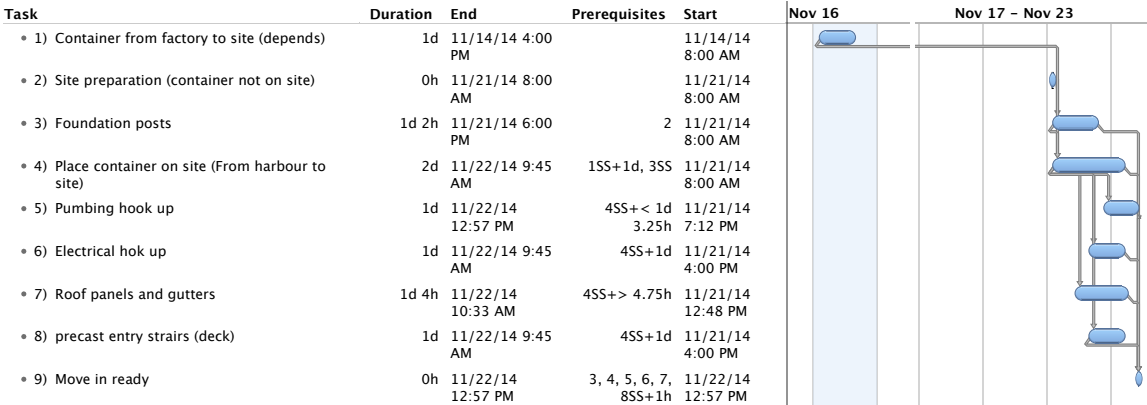 Task Duration End Prerequisites Start Nov 16 Nov 17 – Nov 23
1) Container from factory to site (depends) 1d 11/14/14 4:00 11/14/14
PM 8:00 AM
2) Site preparation (container not on site) 0h 11/21/14 8:00 11/21/14
AM 8:00 AM
3) Foundation posts 1d 2h 11/21/14 6:00 2 11/21/14
PM 8:00 AM
4) Place container on site (From harbour to 2d 11/22/14 9:45 1SS+1d, 3SS 11/21/14
site) AM 8:00 AM
5) Pumbing hook up 1d 11/22/14 4SS+< 1d 11/21/14
12:57 PM 3.25h 7:12 PM
6) Electrical hok up 1d 11/22/14 9:45 4SS+1d 11/21/14
AM 4:00 PM
7) Roof panels and gutters 1d 4h 11/22/14 4SS+> 4.75h 11/21/14
10:33 AM 12:48 PM
8) precast entry strairs (deck) 1d 11/22/14 9:45 4SS+1d 11/21/14
AM 4:00 PM
9) Move in ready 0h 11/22/14 3, 4, 5, 6, 7, 11/22/14
12:57 PM 8SS+1h 12:57 PM